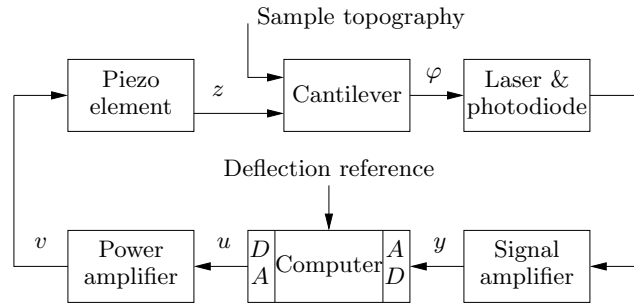 Sample topography
Piezo
element
z
Cantilever
φ
Laser &
photodiode
Deflection reference
v
Power
amplifier
u
D
A
Computer
A
D
y
Signal
amplifier